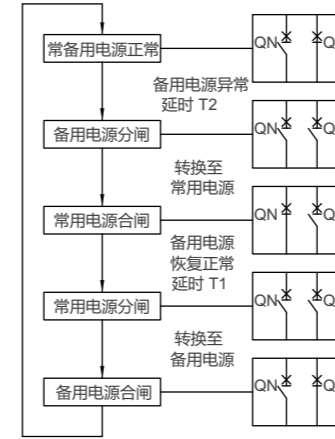 常备用电源正常
QN
Q
备用电源异常
延时 T2
备用电源分闸
QN
Q
转换至
常用电源
常用电源合闸
QN
Q
备用电源
恢复正常
延时 T1
常用电源分闸
QN
Q
转换至
备用电源
备用电源合闸
QN
Q